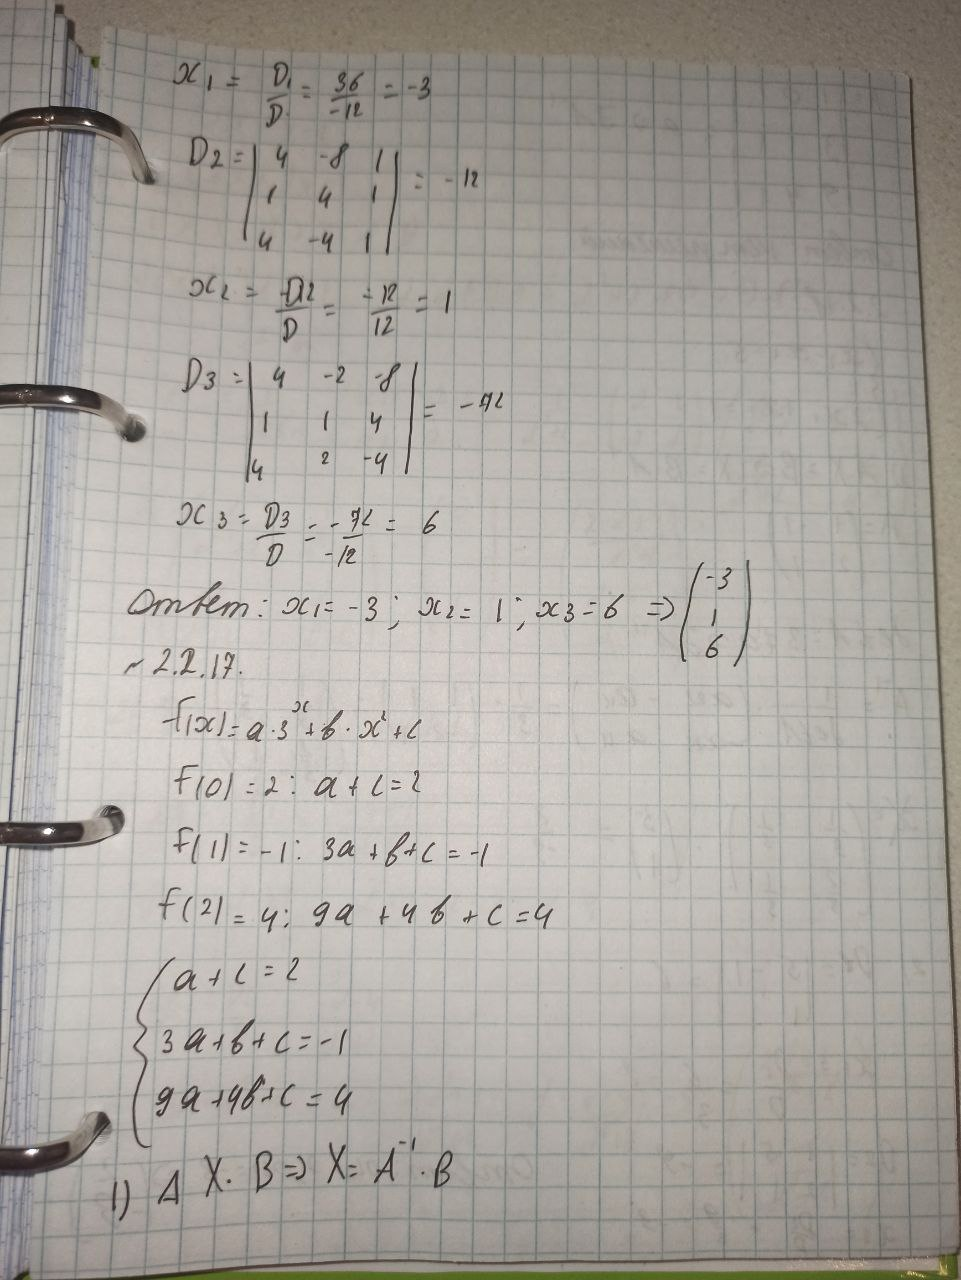 x₁ = D₁/D = 36/-12 = -3
D2 = | 4 -8 1 |
| 1 4 1 | = -12
| 4 -4 1 |
x₂ = -D2/D = -12/12 = 1
D3 = | 4 -2 -8 |
| 1 1 4 | = -72
| 4 2 -4 |
x3 = D3/D = -72/-12 = 6
Ответ: x₁ = -3; x₂ = 1; x₃ = 6 => (-3 1 6)
~ 2.2.17.
f(x) = a·3ˣ + b·x² + c
f(0) = 2: a + c = 2
f(1) = -1: 3a + b + c = -1
f(2) = 4: 9a + 4b + c = 4
{ a + c = 2
3a + b + c = -1
9a + 4b + c = 4
1) A X· B => X = A⁻¹·B